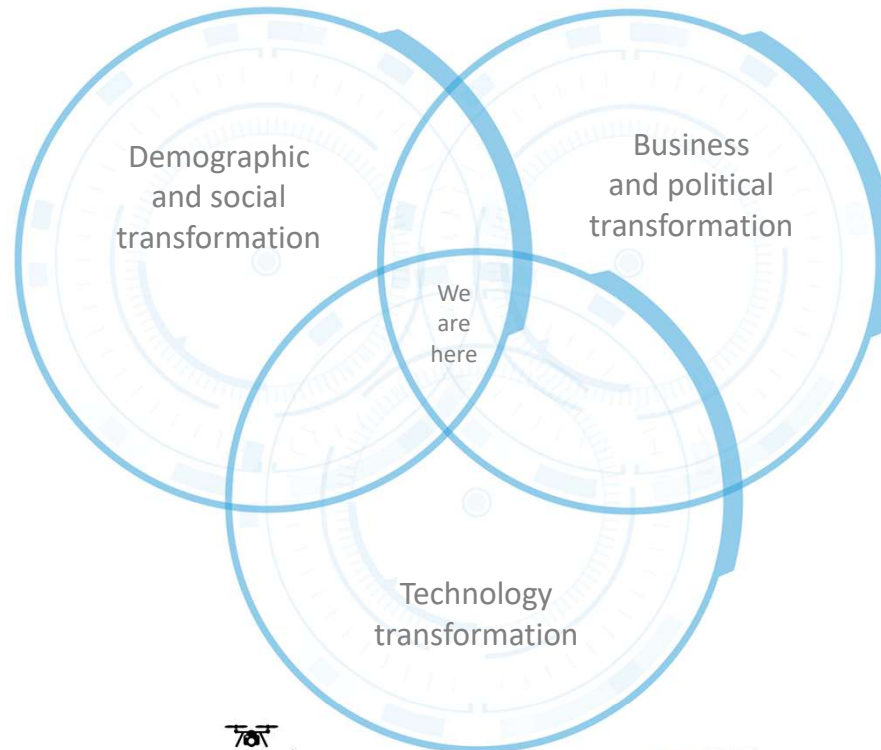 Demographic
and social
transformation
Business
and political
transformation
We
are
here
Technology
transformation